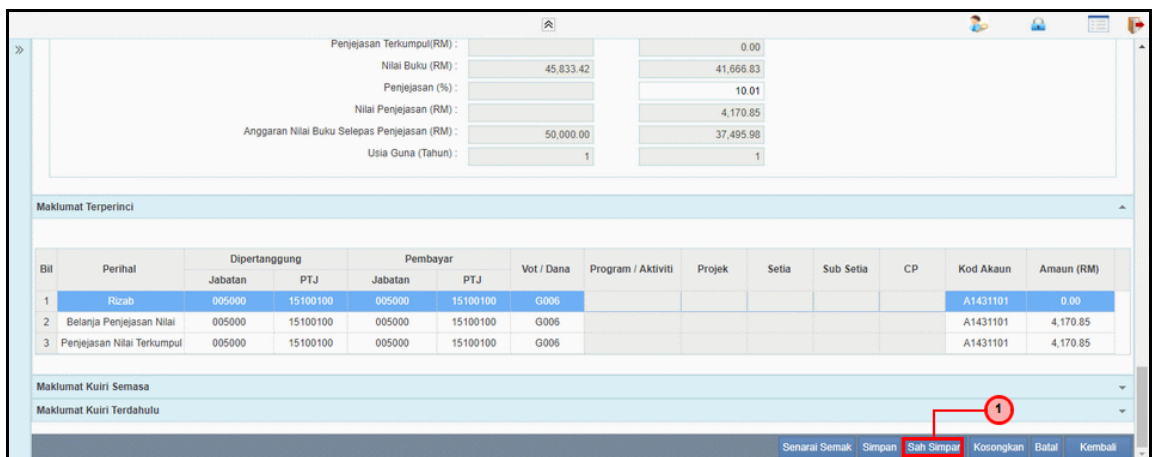 Penjejasan Terkumpul(RM) : 0.00
Nilai Buku (RM) : 45,833.42 41,666.83
Penjejasan (%) : 10.01
Nilai Penjejasan (RM) : 4,170.85
Anggaran Nilai Buku Selepas Penjejasan (RM) : 50,000.00 37,495.98
Usia Guna (Tahun) : 1 1
Maklumat Terperinci
Bil Perihal Dipertanggung Pembayar Vot / Dana Program / Aktiviti Projek Setia Sub Setia CP Kod Akaun Amaun (RM)
Jabatan PTJ Jabatan PTJ
1 Rizab 005000 15100100 005000 15100100 G006 A1431101 0.00
2 Belanja Penjejasan Nilai 005000 15100100 005000 15100100 G006 A1431101 4,170.85
3 Penjejasan Nilai Terkumpul 005000 15100100 005000 15100100 G006 A1431101 4,170.85
Maklumat Kuiri Semasa
Maklumat Kuiri Terdahulu
1
Senarai Semak Simpan Sah Simpan Kosongkan Batal Kembali